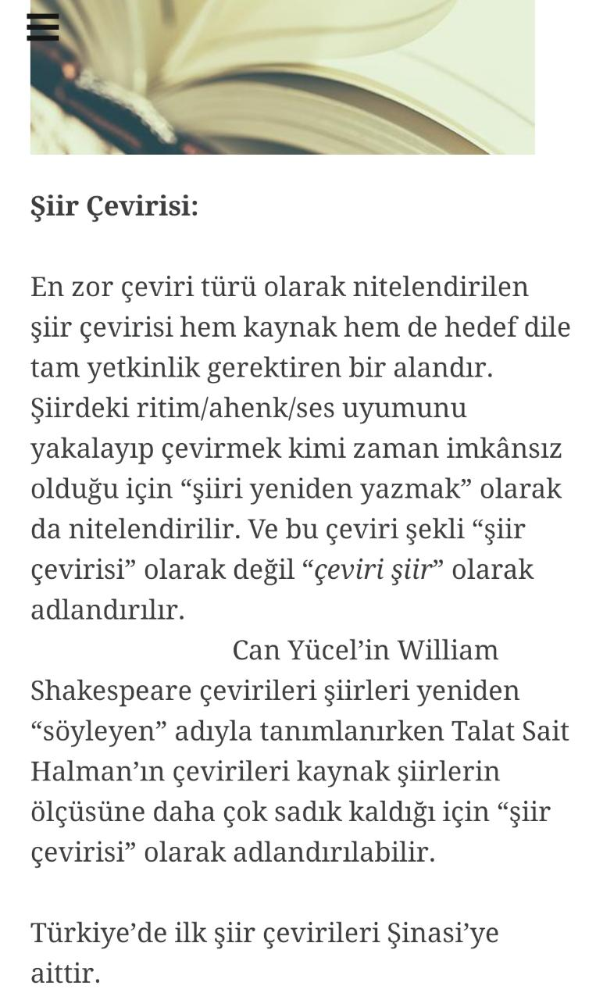 Şiir Çevirisi:
En zor çeviri türü olarak nitelendirilen
şiir çevirisi hem kaynak hem de hedef dile
tam yetkinlik gerektiren bir alandır.
Şiirdeki ritim/ahenk/ses uyumunu
yakalayıp çevirmek kimi zaman imkânsız
olduğu için “şiiri yeniden yazmak” olarak
da nitelendirilir. Ve bu çeviri şekli “şiir
çevirisi” olarak değil “çeviri şiir” olarak
adlandırılır.
Can Yücel’in William
Shakespeare çevirileri şiirleri yeniden
“söyleyen” adıyla tanımlanırken Talat Sait
Halman’ın çevirileri kaynak şiirlerin
ölçüsüne daha çok sadık kaldığı için “şiir
çevirisi” olarak adlandırılabilir.
Türkiye’de ilk şiir çevirileri Şinasi’ye
aittir.